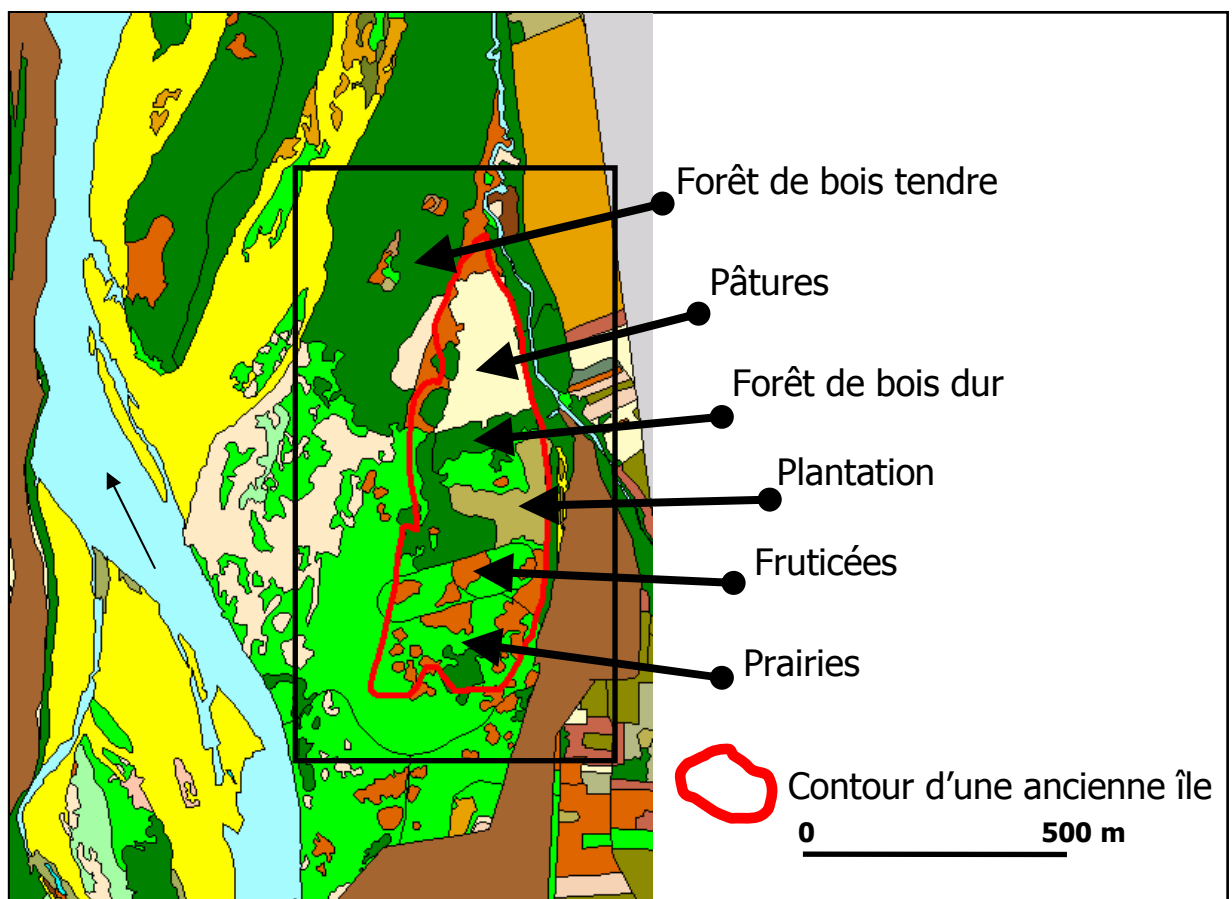 Forêt de bois tendre
Pâtures
Forêt de bois dur
Plantation
Fruticées
Prairies
Contour d'une ancienne île
0 500 m